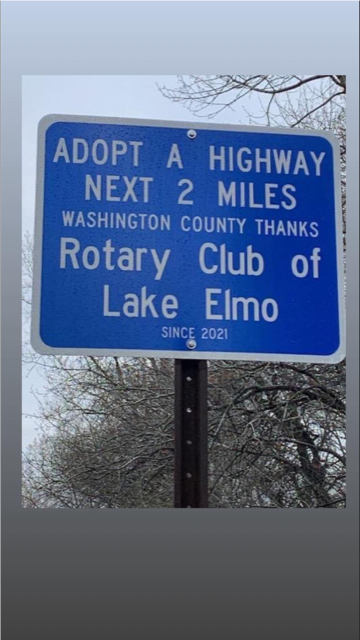 ADOPT A HIGHWAY
NEXT 2 MILES
WASHINGTON COUNTY THANKS
Rotary Club of
Lake Elmo
SINCE 2021